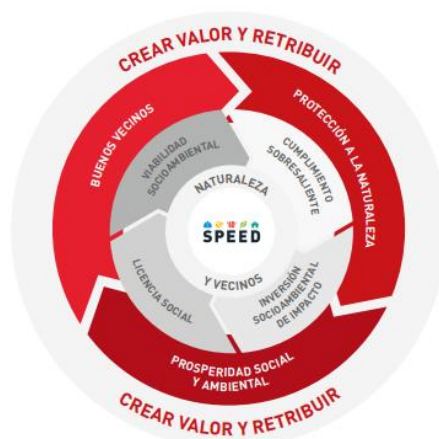 CREAR VALOR Y RETRIBUIR
BUENOS VECINOS
PROTECCIÓN A LA NATURALEZA
VIABILIDAD
SOCIOAMBIENTAL
CUMPLIMIENTO
SOBRESALIENTE
NATURALEZA
SPEED
Y VECINOS
LICENCIA SOCIAL
INVERSIÓN
SOCIOAMBIENTAL
DE IMPACTO
PROSPERIDAD SOCIAL
Y AMBIENTAL
CREAR VALOR Y RETRIBUIR